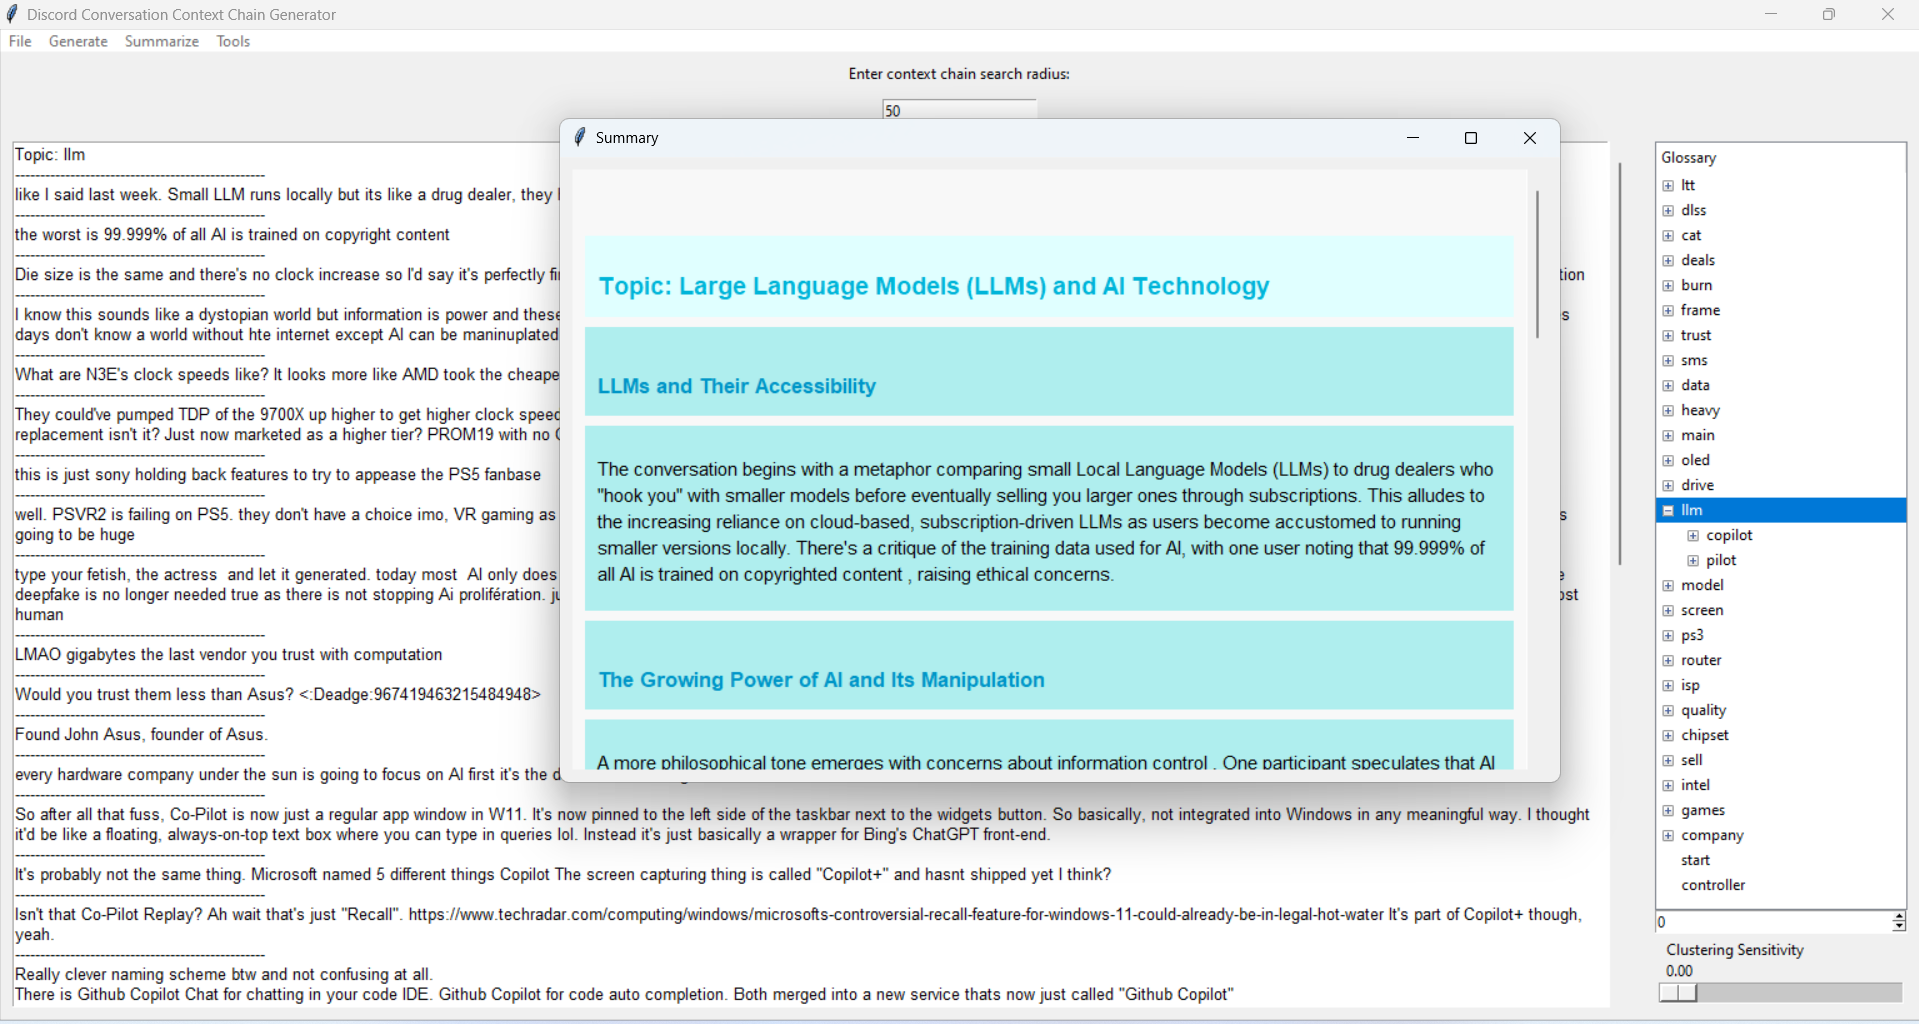 Discord Conversation Context Chain Generator
File Generate Summarize Tools
Enter context chain search radius:
50
Topic: llm
--------------------------------------------------
like I said last week. Small LLM runs locally but its like a drug dealer, they
--------------------------------------------------
the worst is 99.999% of all AI is trained on copyright content
--------------------------------------------------
Die size is the same and there's no clock increase so I'd say it's perfectly
tion
--------------------------------------------------
I know this sounds like a dystopian world but information is power and these
days don't know a world without hte internet except AI can be maninuplated
--------------------------------------------------
What are N3E's clock speeds like? It looks more like AMD took the cheape
--------------------------------------------------
They could've pumped TDP of the 9700X up higher to get higher clock speed
replacement isn't it? Just now marketed as a higher tier? PROM19 with no
--------------------------------------------------
this is just sony holding back features to try to appease the PS5 fanbase
--------------------------------------------------
well. PSVR2 is failing on PS5. they don't have a choice imo, VR gaming as
going to be huge
--------------------------------------------------
type your fetish, the actress and let it generated. today most AI only does
deepfake is no longer needed true as there is not stopping Ai prolifération.
human
--------------------------------------------------
LMAO gigabytes the last vendor you trust with computation
--------------------------------------------------
Would you trust them less than Asus? <:Deadge:967419463215484948>
--------------------------------------------------
Found John Asus, founder of Asus.
--------------------------------------------------
every hardware company under the sun is going to focus on AI first it's the
--------------------------------------------------
So after all that fuss, Co-Pilot is now just a regular app window in W11. It's now pinned to the left side of the taskbar next to the widgets button. So basically, not integrated into Windows in any meaningful way. I thought
it'd be like a floating, always-on-top text box where you can type in queries lol. Instead it's just basically a wrapper for Bing's ChatGPT front-end.
--------------------------------------------------
It's probably not the same thing. Microsoft named 5 different things Copilot The screen capturing thing is called "Copilot+" and hasnt shipped yet I think?
--------------------------------------------------
Isn't that Co-Pilot Replay? Ah wait that's just "Recall". https://www.techradar.com/computing/windows/microsofts-controversial-recall-feature-for-windows-11-could-already-be-in-legal-hot-water It's part of Copilot+ though,
yeah.
--------------------------------------------------
Really clever naming scheme btw and not confusing at all.
There is Github Copilot Chat for chatting in your code IDE. Github Copilot for code auto completion. Both merged into a new service thats now just called "Github Copilot"
Summary
Topic: Large Language Models (LLMs) and AI Technology
LLMs and Their Accessibility
The conversation begins with a metaphor comparing small Local Language Models (LLMs) to drug dealers who
"hook you" with smaller models before eventually selling you larger ones through subscriptions. This alludes to
the increasing reliance on cloud-based, subscription-driven LLMs as users become accustomed to running
smaller versions locally. There's a critique of the training data used for AI, with one user noting that 99.999% of
all AI is trained on copyrighted content , raising ethical concerns.
The Growing Power of AI and Its Manipulation
A more philosophical tone emerges with concerns about information control . One participant speculates that AI
Glossary
ltt
dlss
cat
deals
burn
frame
trust
sms
data
heavy
main
oled
drive
llm
copilot
pilot
model
screen
ps3
router
isp
quality
chipset
sell
intel
games
company
start
controller
0
Clustering Sensitivity
0.00